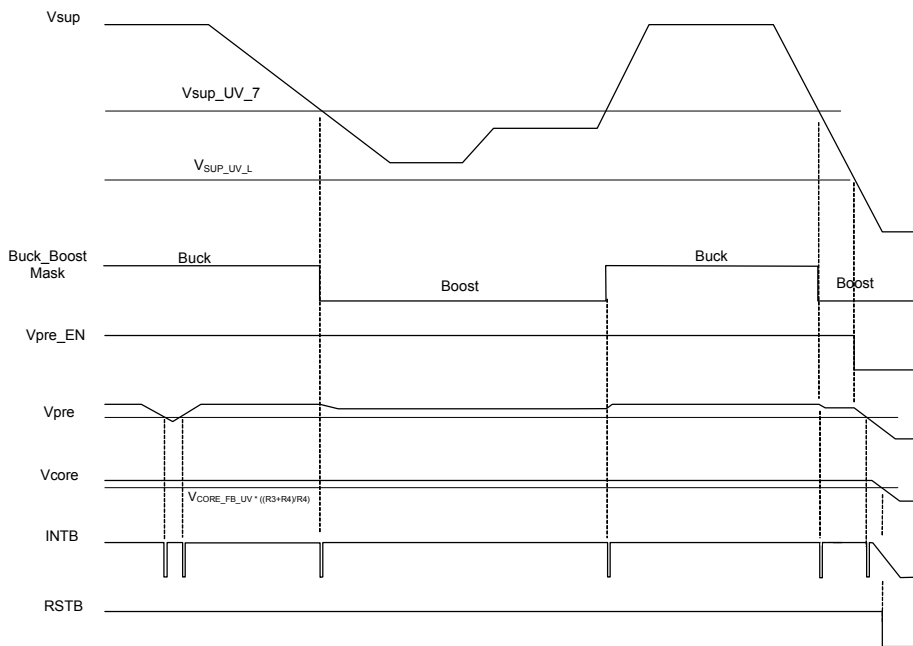 Vsup
Vsup_UV_7
VSUP_UV_L
Buck_Boost
Mask
Buck
Boost
Buck
Boost
Vpre_EN
Vpre
Vcore
VCORE_FB_UV * ((R3+R4)/R4)
INTB
RSTB